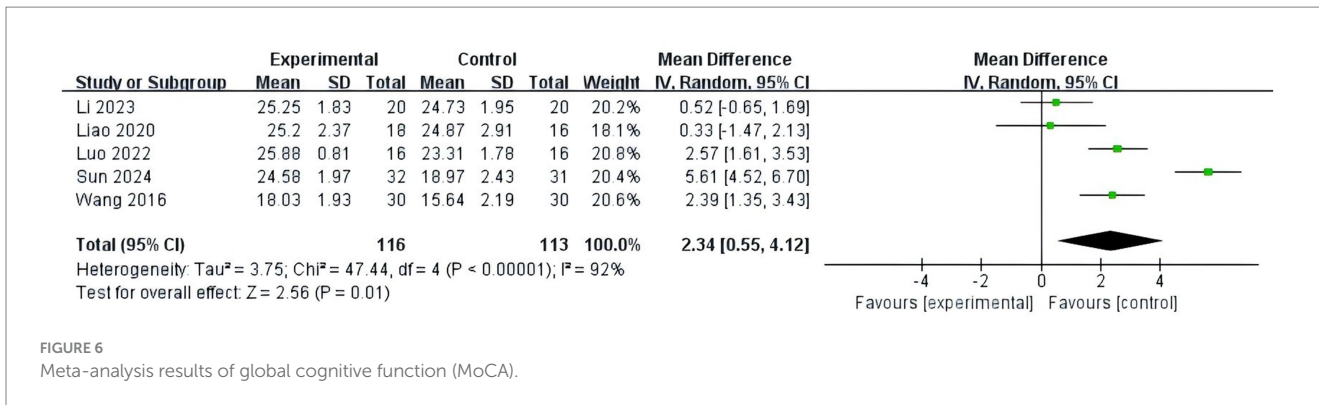 Experimental Control Mean Difference Mean Difference
Study or Subgroup Mean SD Total Mean SD Total Weight IV, Random, 95% CI IV, Random, 95% CI
Li 2023 25.25 1.83 20 24.73 1.95 20 20.2% 0.52 [-0.65, 1.69]
Liao 2020 25.2 2.37 18 24.87 2.91 16 18.1% 0.33 [-1.47, 2.13]
Luo 2022 25.88 0.81 16 23.31 1.78 16 20.8% 2.57 [1.61, 3.53]
Sun 2024 24.58 1.97 32 18.97 2.43 31 20.4% 5.61 [4.52, 6.70]
Wang 2016 18.03 1.93 30 15.64 2.19 30 20.6% 2.39 [1.35, 3.43]
Total (95% CI) 116 113 100.0% 2.34 [0.55, 4.12]
Heterogeneity: Tau² = 3.75; Chi² = 47.44, df = 4 (P < 0.00001); I² = 92%
Test for overall effect: Z = 2.56 (P = 0.01)
-4 -2 0 2 4
Favours [experimental] Favours [control]
FIGURE 6
Meta-analysis results of global cognitive function (MoCA).